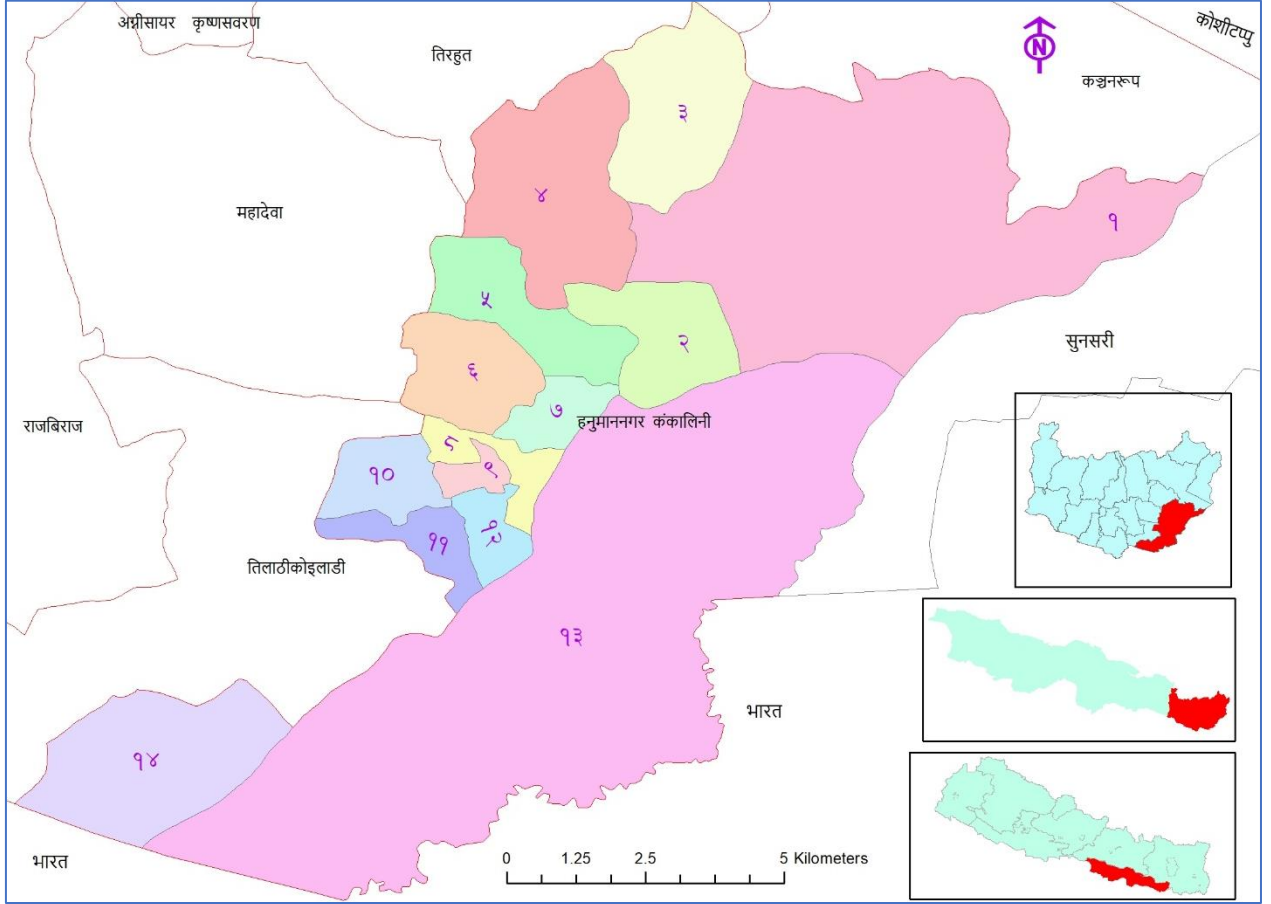 अग्नीसायर कृष्णसवरण
कोशीटप्पु
तिरहुत
N
कञ्चनरूप
३
४
महादेवा
१
५
२
सुनसरी
६
७
हनुमाननगर कंकालिनी
राजबिराज
८
९
१०
१२
११
तिलाठीकोइलाडी
१३
भारत
१४
भारत
0 1.25 2.5 5 Kilometers